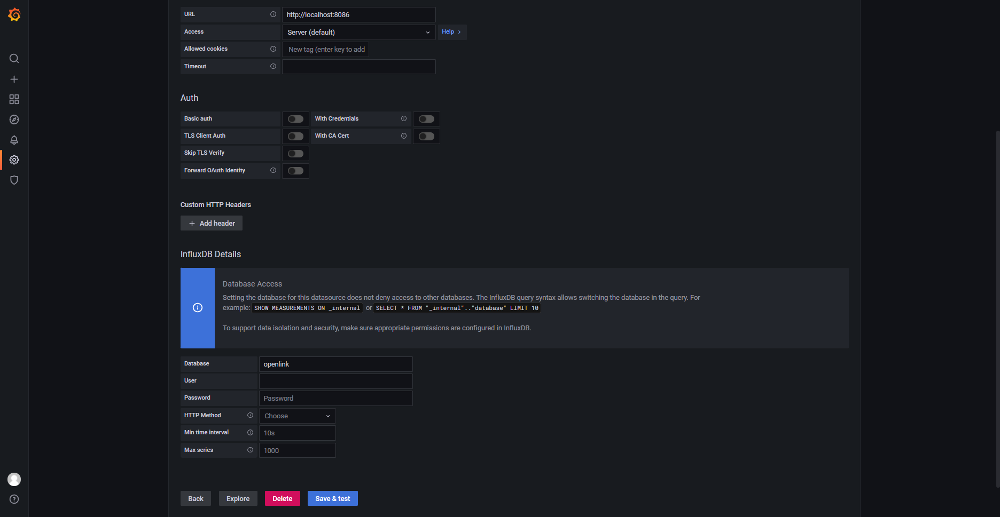 URL
http://localhost:8086
Access
Server (default)
Help
Allowed cookies
New tag (enter key to add
Timeout
Auth
Basic auth
With Credentials
TLS Client Auth
With CA Cert
Skip TLS Verify
Forward OAuth Identity
Custom HTTP Headers
Add header
InfluxDB Details
Database Access
Setting the database for this datasource does not deny access to other databases. The InfluxDB query syntax allows switching the database in the query. For
example: SHOW MEASUREMENTS ON _internal or SELECT * FROM "_internal".."database" LIMIT 10
To support data isolation and security, make sure appropriate permissions are configured in InfluxDB.
Database
openlink
User
Password
Password
HTTP Method
Choose
Min time interval
10s
Max series
1000
Back
Explore
Delete
Save & test